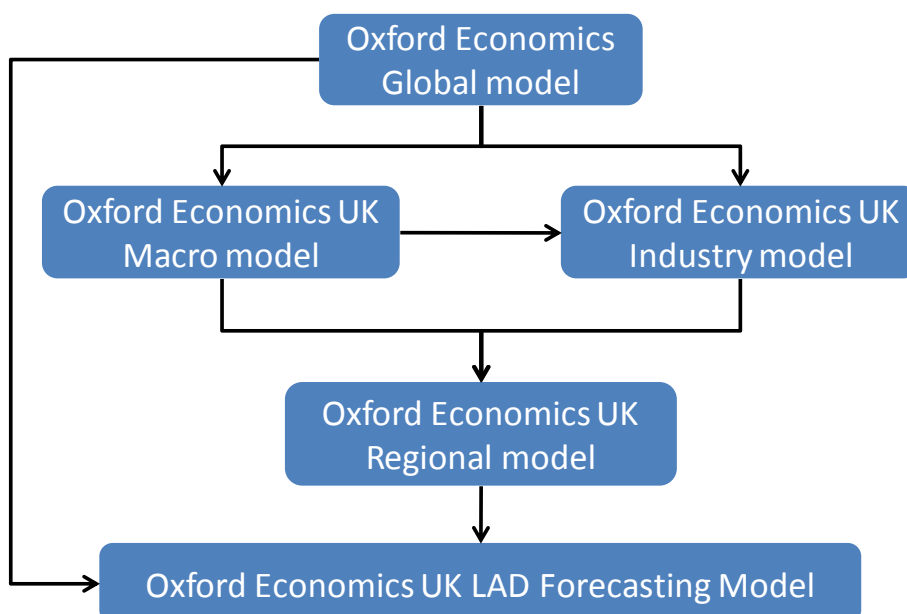 Oxford Economics
Global model
Oxford Economics UK
Macro model
Oxford Economics UK
Industry model
Oxford Economics UK
Regional model
Oxford Economics UK LAD Forecasting Model